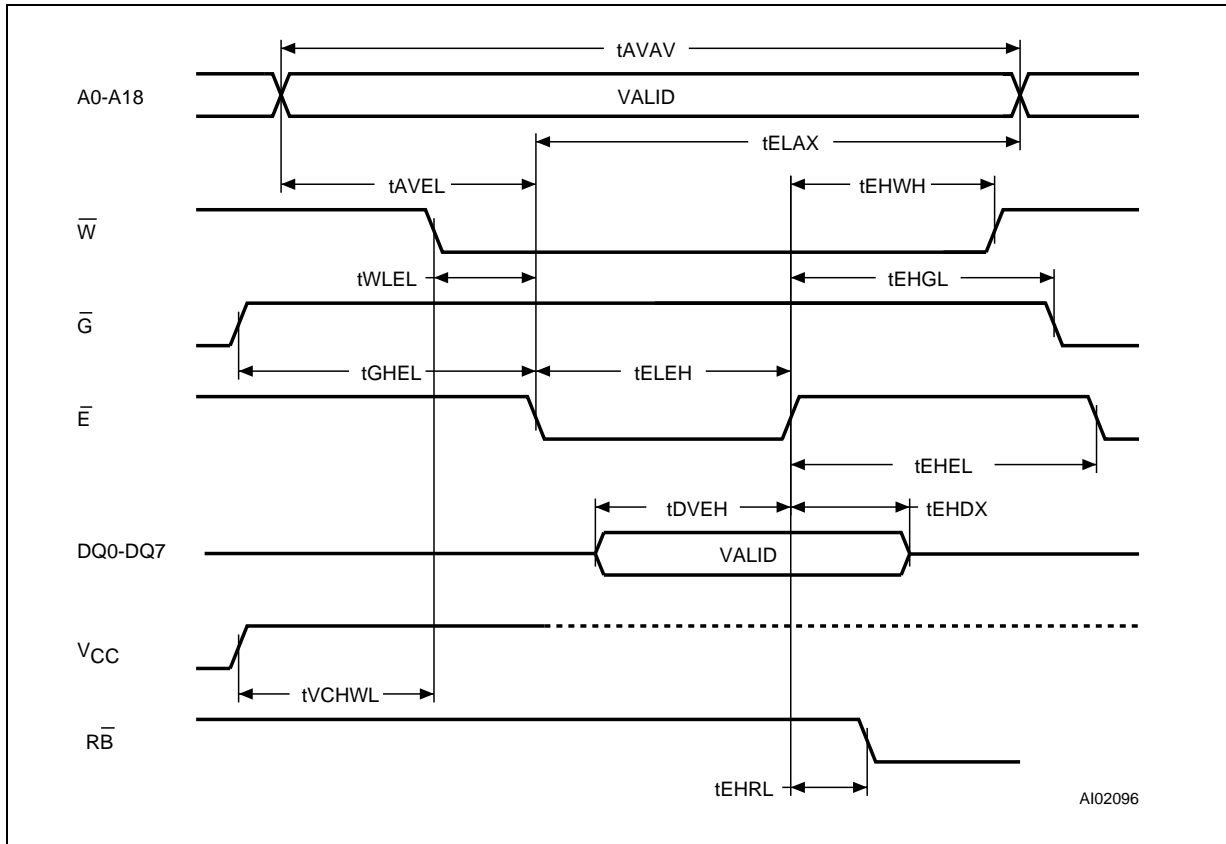 tAVAV
A0-A18
VALID
tELAX
tAVEL
tEHWH
W̅
tWLEL
tEHGL
G̅
tGHEL
tELEH
E̅
tEHEL
tDVEH
tEHDX
DQ0-DQ7
VALID
VCC
tVCHWL
RB̅
tEHRL
AI02096